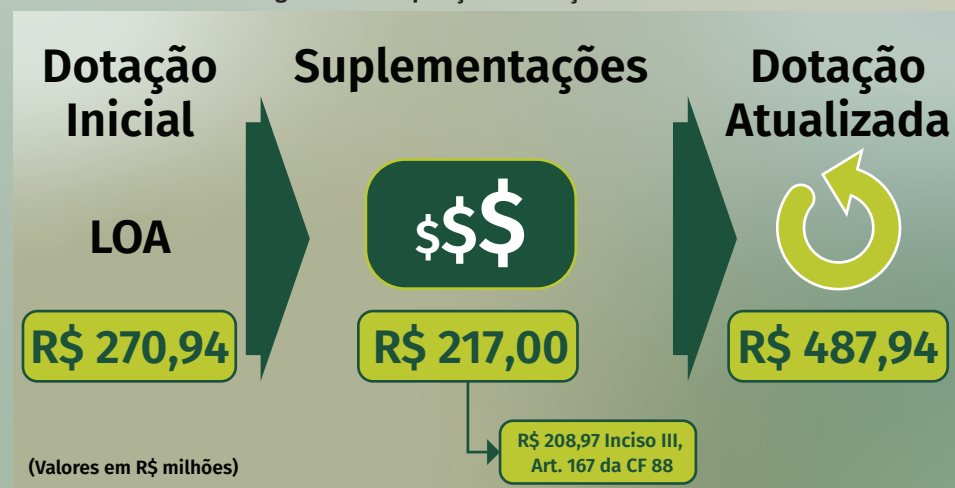 Dotação
Inicial
LOA
R$ 270,94
Suplementações
$$$
R$ 217,00
R$ 208,97 Inciso III,
Art. 167 da CF 88
Dotação
Atualizada
R$ 487,94
(Valores em R$ milhões)